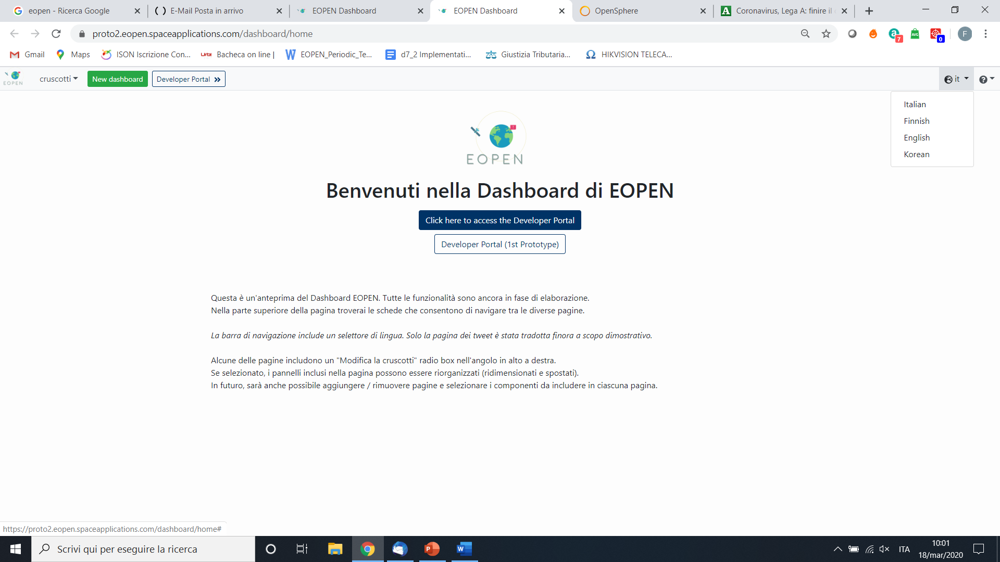 eopen - Ricerca Google
E-Mail Posta in arrivo
EOPEN Dashboard
EOPEN Dashboard
OpenSphere
Coronavirus, Lega A: finire il
proto2.eopen.spaceapplications.com/dashboard/home
7
AVG
0
F
Gmail
Maps
ISON Iscrizione Con...
Bacheca on line |
EOPEN_Periodic_Te...
d7_2 Implementati...
Giustizia Tributaria...
HIKVISION TELECA...
EOPEN
cruscotti
New dashboard
Developer Portal
it
Italian
Finnish
English
Korean
EOPEN
Benvenuti nella Dashboard di EOPEN
Click here to access the Developer Portal
Developer Portal (1st Prototype)
Questa è un'anteprima del Dashboard EOPEN. Tutte le funzionalità sono ancora in fase di elaborazione.
Nella parte superiore della pagina troverai le schede che consentono di navigare tra le diverse pagine.
La barra di navigazione include un selettore di lingua. Solo la pagina dei tweet è stata tradotta finora a scopo dimostrativo.
Alcune delle pagine includono un "Modifica la cruscotti" radio box nell'angolo in alto a destra.
Se selezionato, i pannelli inclusi nella pagina possono essere riorganizzati (ridimensionati e spostati).
In futuro, sarà anche possibile aggiungere / rimuovere pagine e selezionare i componenti da includere in ciascuna pagina.
https://proto2.eopen.spaceapplications.com/dashboard/home#
Scrivi qui per eseguire la ricerca
ITA
10:01
18/mar/2020